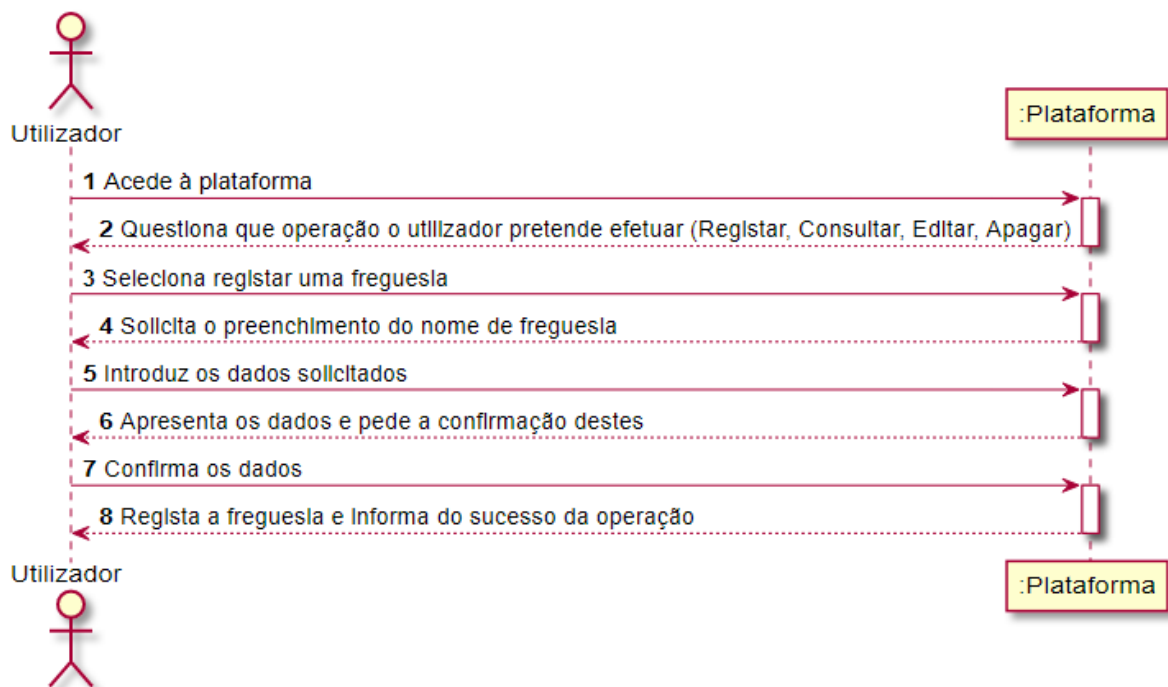 Utilizador
:Plataforma
1 Acede à plataforma
2 Questiona que operação o utilizador pretende efetuar (Registar, Consultar, Editar, Apagar)
3 Seleciona registar uma freguesia
4 Solicita o preenchimento do nome de freguesia
5 Introduz os dados solicitados
6 Apresenta os dados e pede a confirmação destes
7 Confirma os dados
8 Regista a freguesia e informa do sucesso da operação
Utilizador
:Plataforma